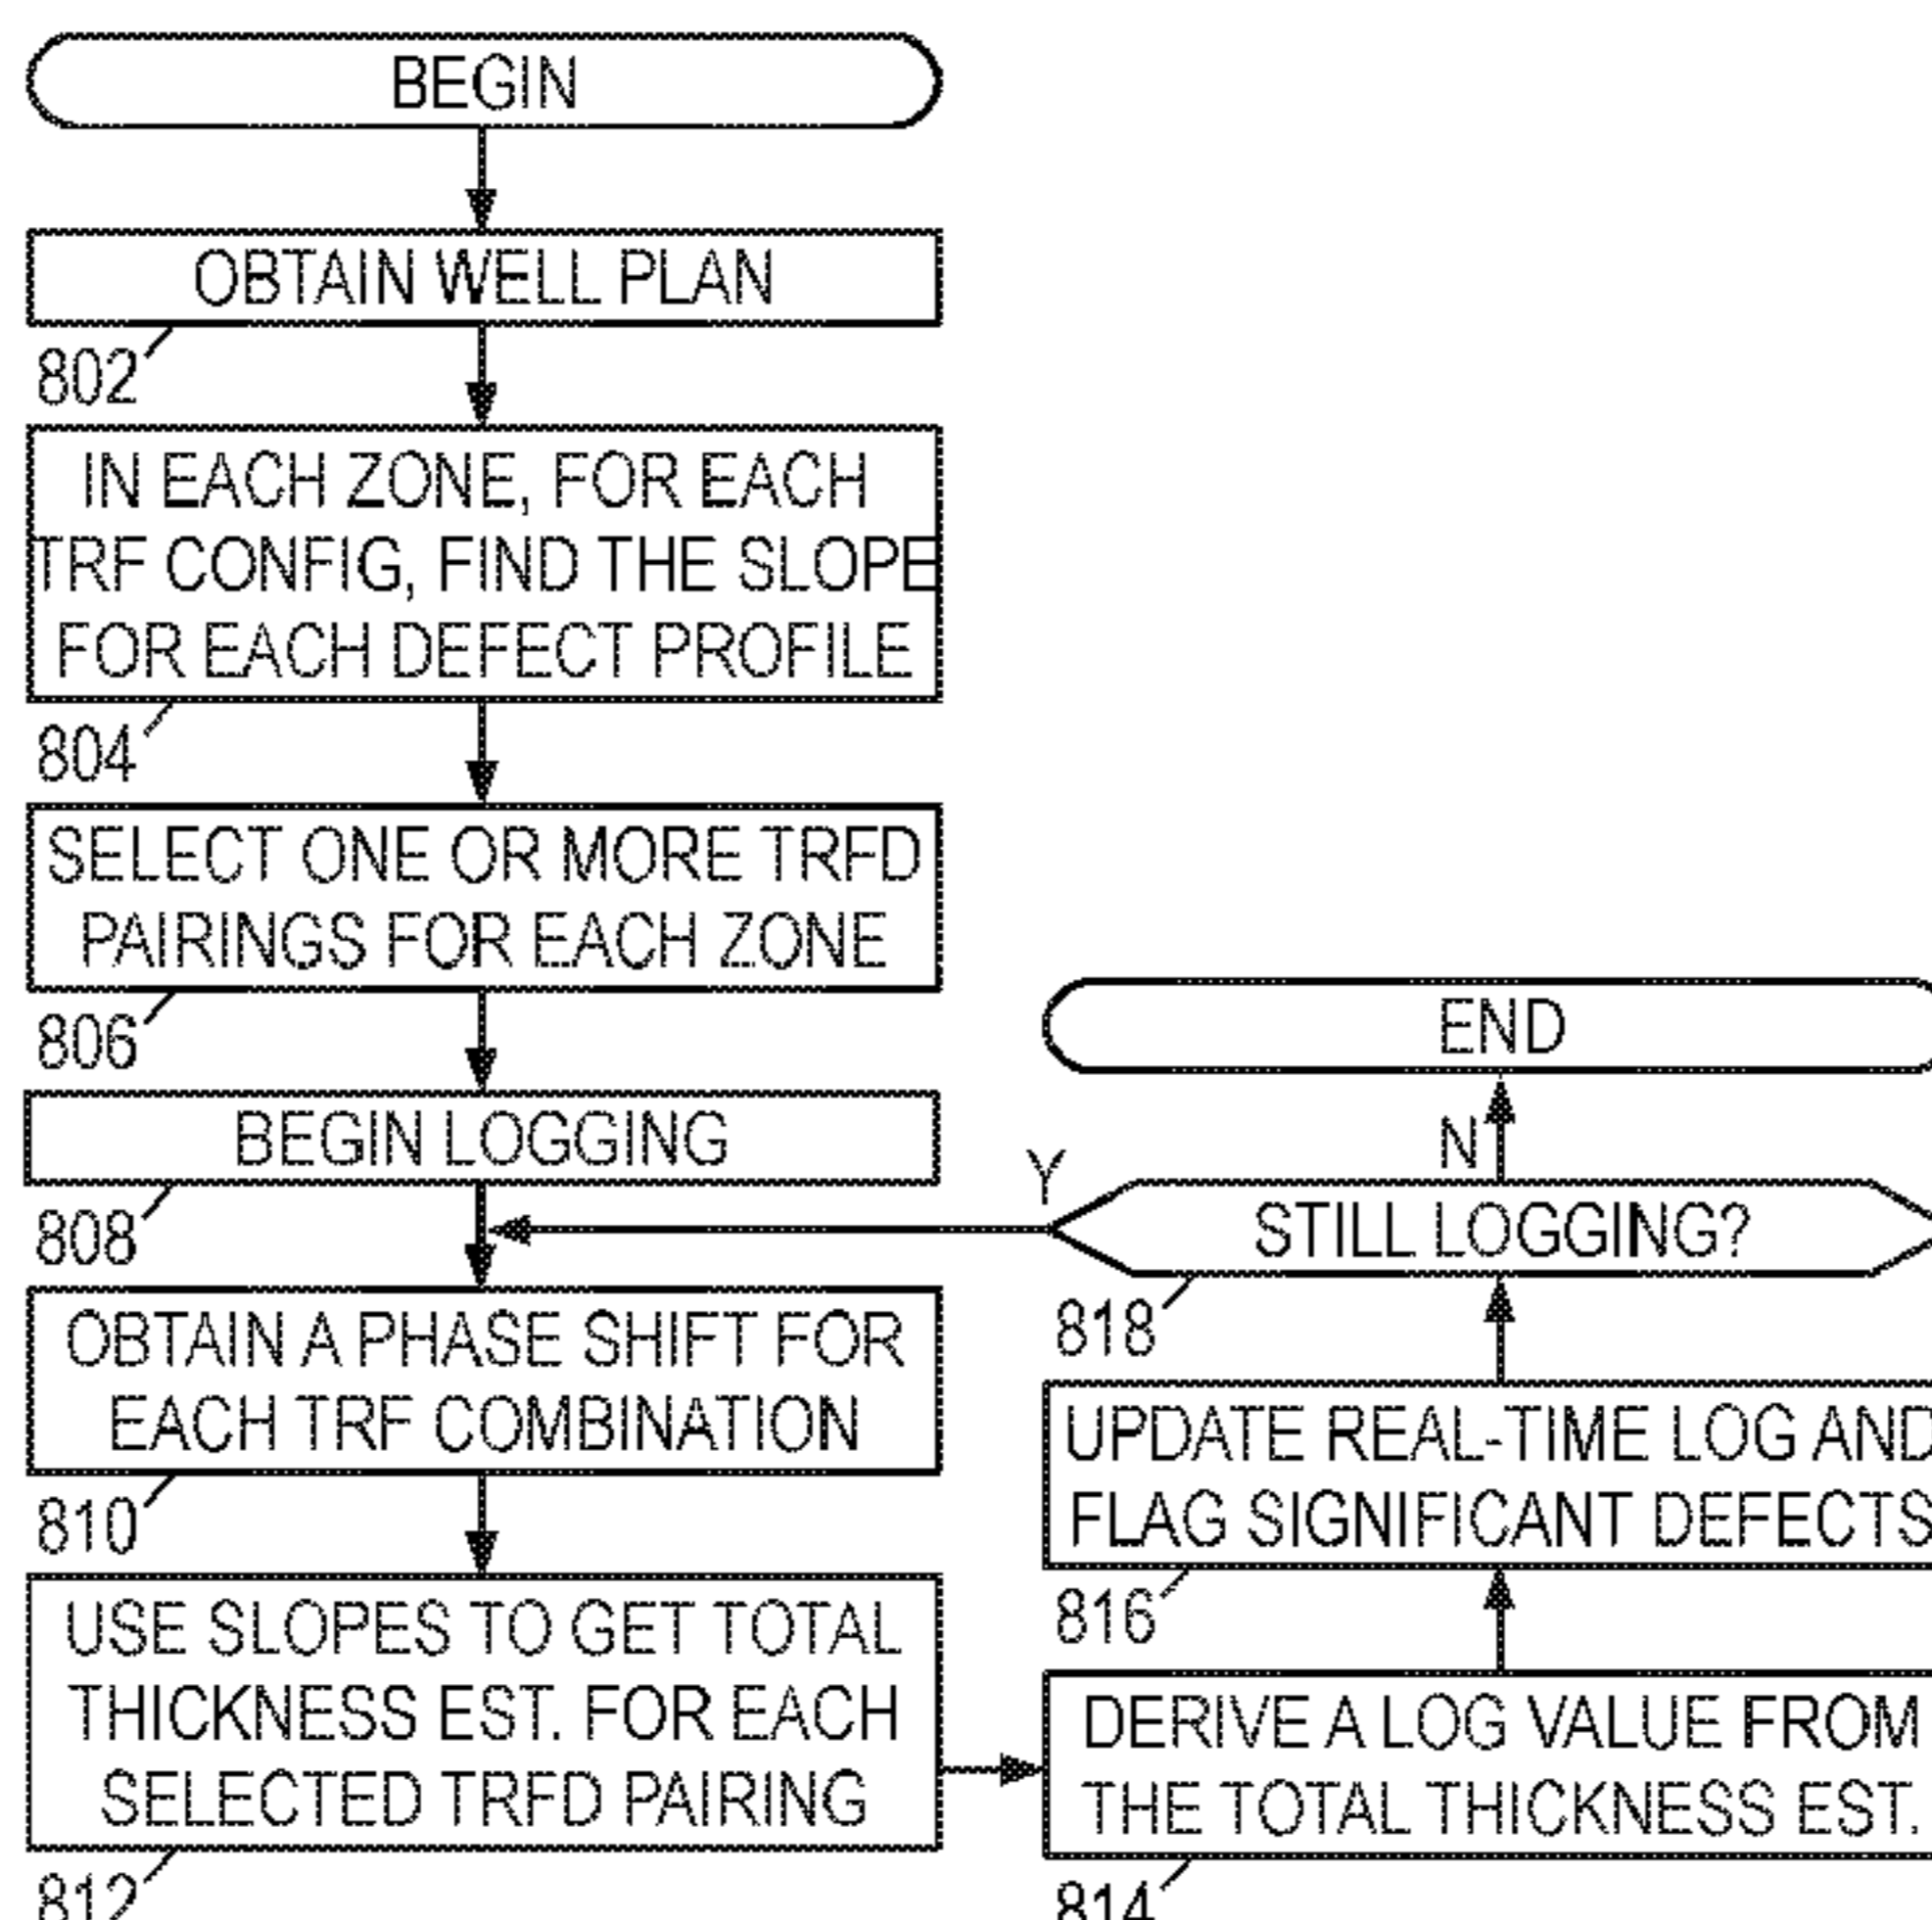 BEGIN
OBTAIN WELL PLAN
802
IN EACH ZONE, FOR EACH
TRF CONFIG, FIND THE SLOPE
FOR EACH DEFECT PROFILE
804
SELECT ONE OR MORE TRFD
PAIRINGS FOR EACH ZONE
806
BEGIN LOGGING
808
OBTAIN A PHASE SHIFT FOR
EACH TRF COMBINATION
810
USE SLOPES TO GET TOTAL
THICKNESS EST. FOR EACH
SELECTED TRFD PAIRING
812
DERIVE A LOG VALUE FROM
THE TOTAL THICKNESS EST.
814
UPDATE REAL-TIME LOG AND
FLAG SIGNIFICANT DEFECTS
816
STILL LOGGING?
818
Y
N
END